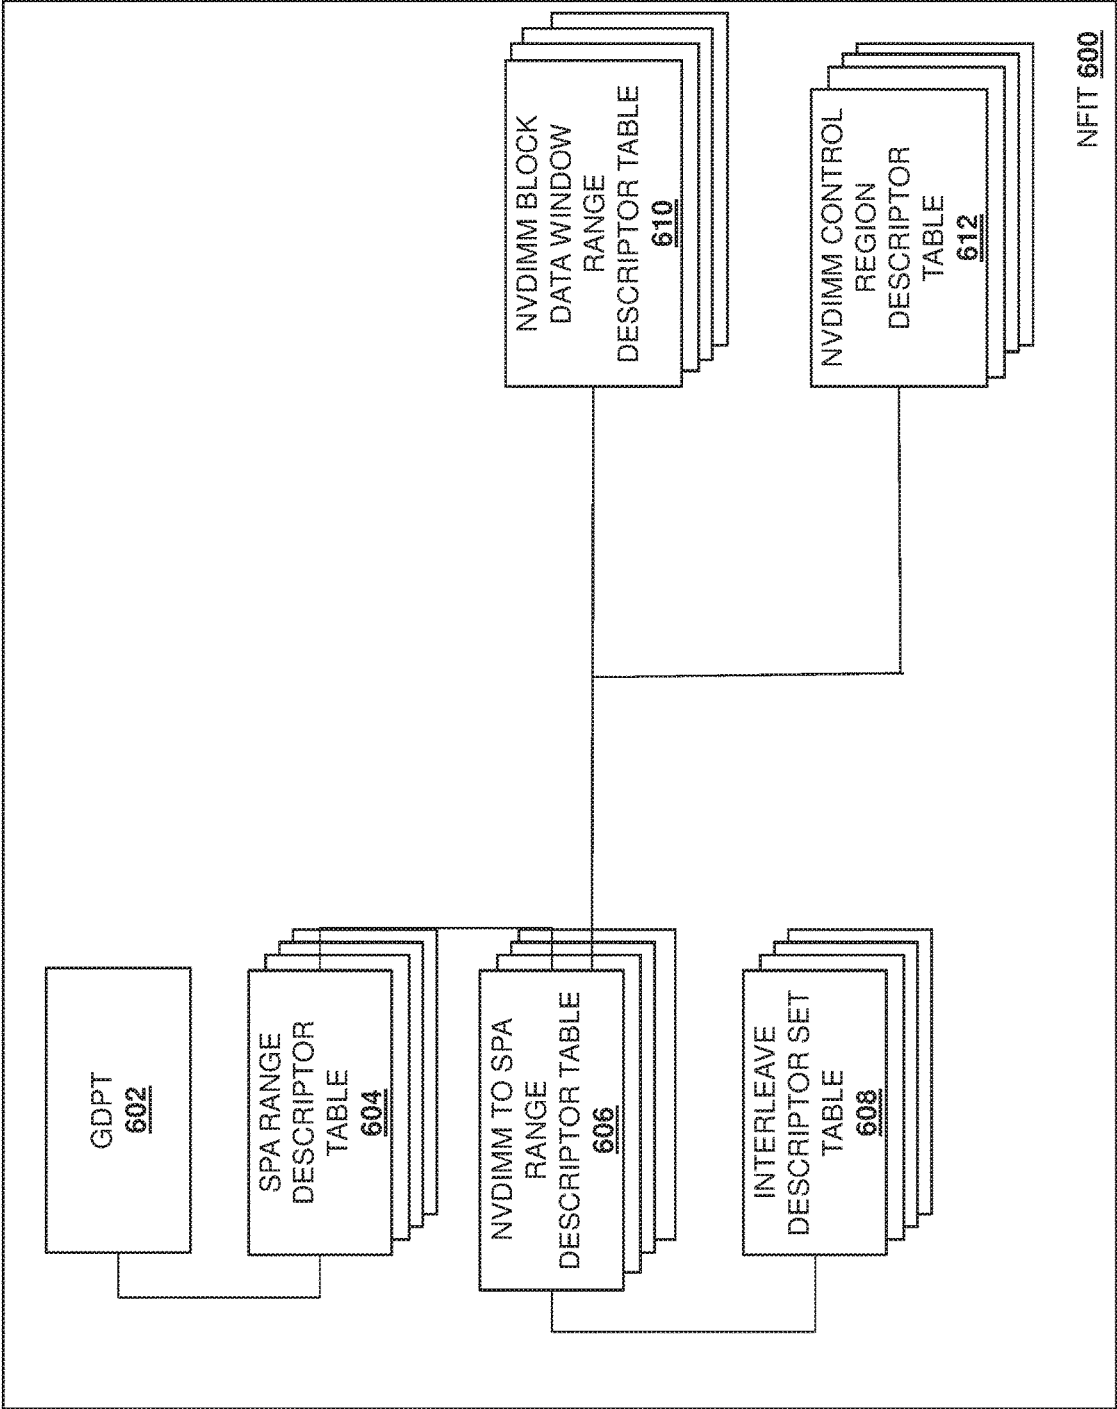 GDPT
602
SPA RANGE
DESCRIPTOR
TABLE
604
NVDIMM TO SPA
RANGE
DESCRIPTOR TABLE
606
INTERLEAVE
DESCRIPTOR SET
TABLE
608
NVDIMM BLOCK
DATA WINDOW
RANGE
DESCRIPTOR TABLE
610
NVDIMM CONTROL
REGION
DESCRIPTOR
TABLE
612
NFIT 600